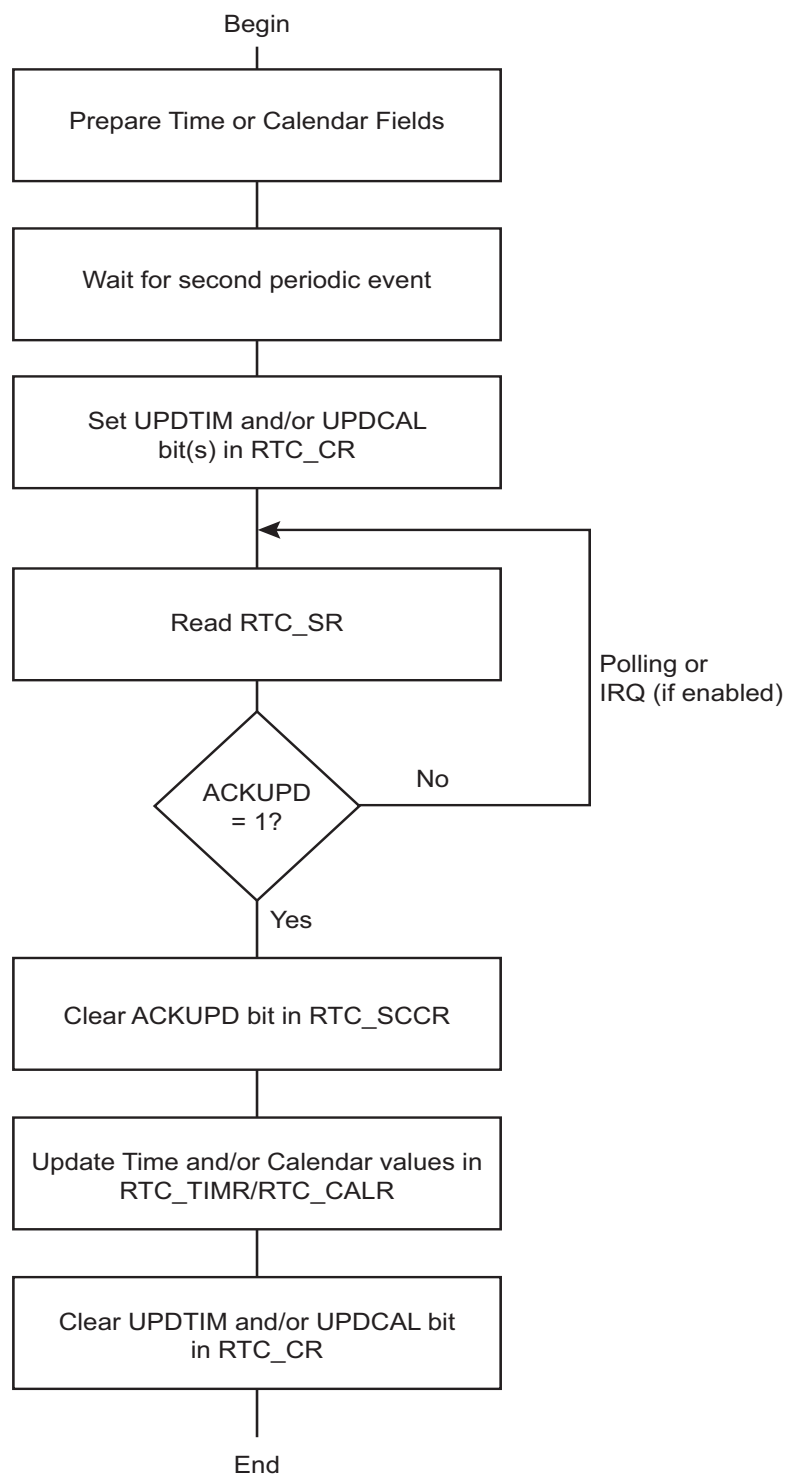 Begin
Prepare Time or Calendar Fields
Wait for second periodic event
Set UPDTIM and/or UPDCAL
bit(s) in RTC_CR
Read RTC_SR
Polling or
IRQ (if enabled)
ACKUPD
= 1?
No
Yes
Clear ACKUPD bit in RTC_SCCR
Update Time and/or Calendar values in
RTC_TIMR/RTC_CALR
Clear UPDTIM and/or UPDCAL bit
in RTC_CR
End